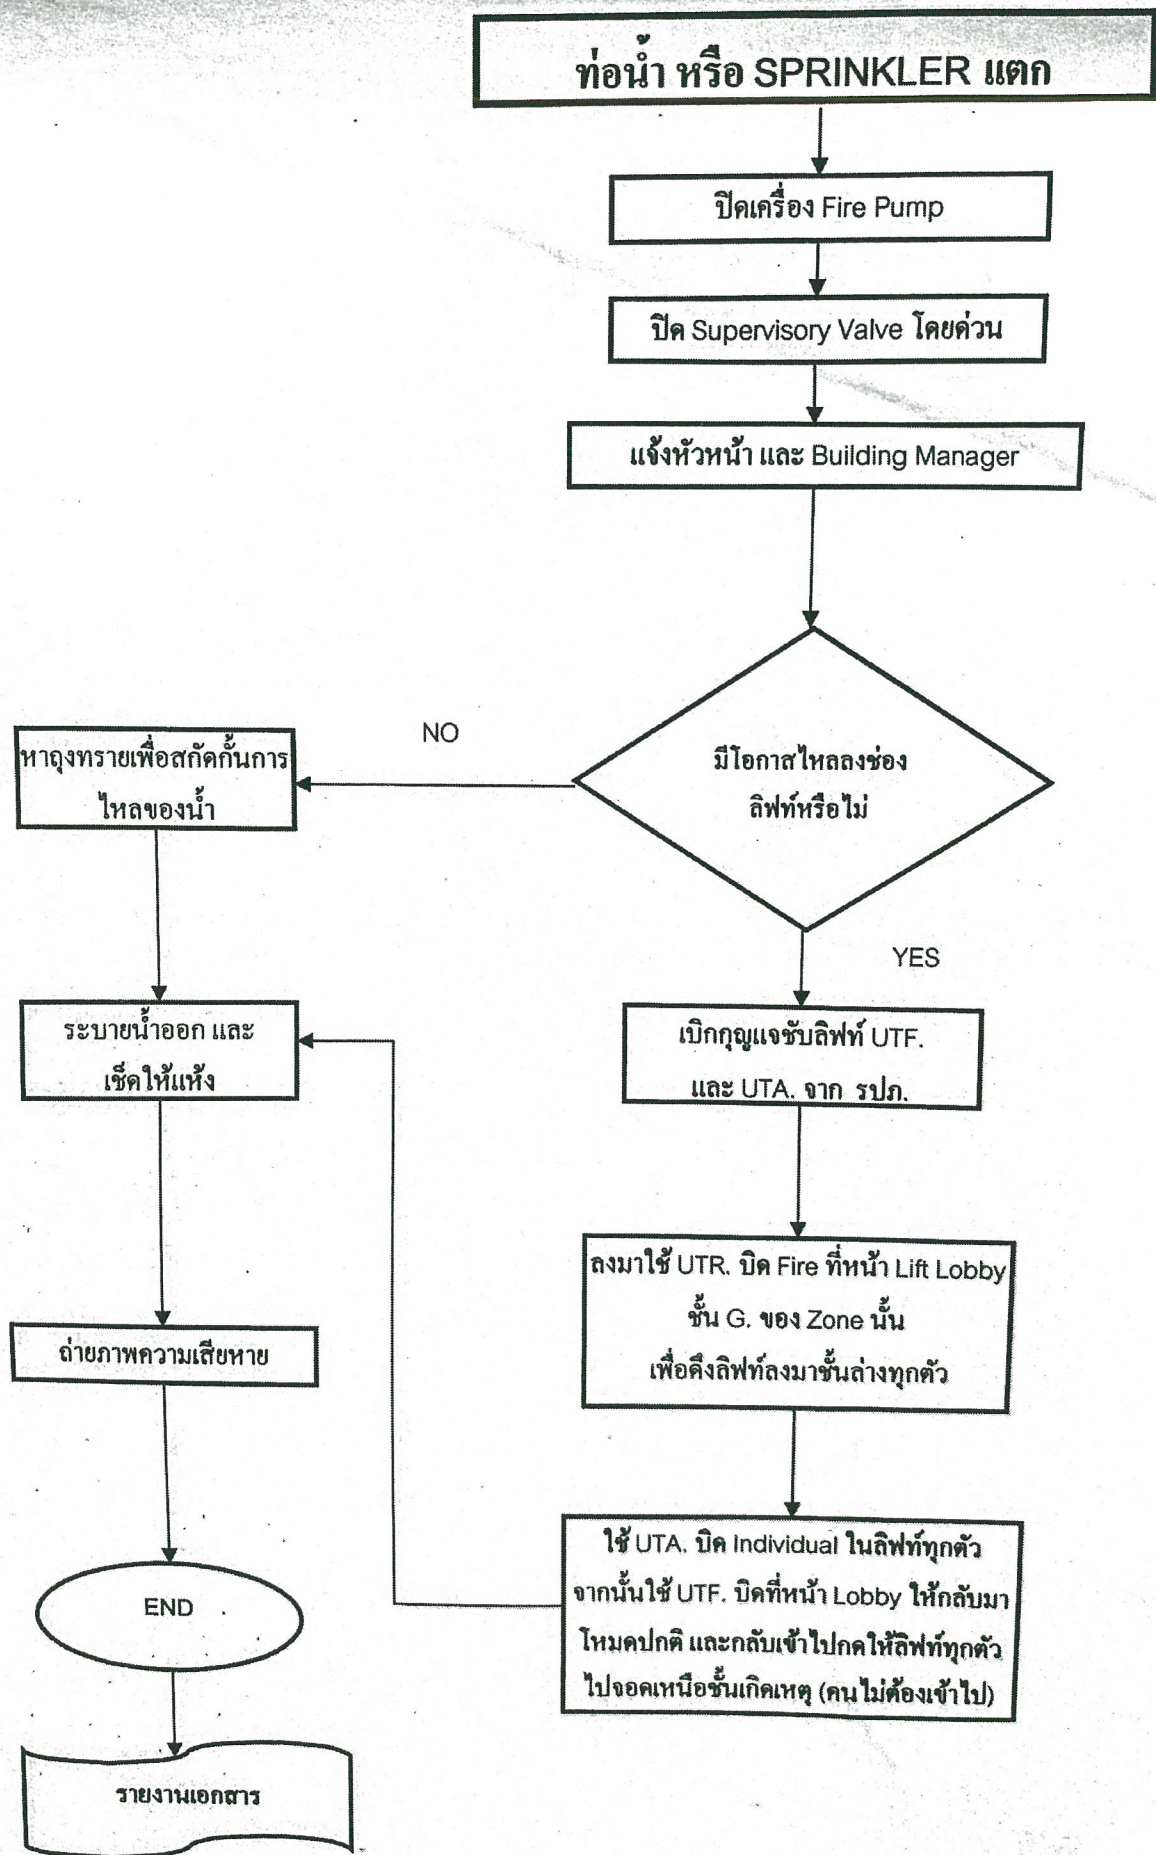 ท่อน้ำ หรือ SPRINKLER แตก
ปิดเครื่อง Fire Pump
ปิด Supervisory Valve โดยด่วน
แจ้งหัวหน้า และ Building Manager
มีโอกาสไหลลงช่อง
ลิฟท์หรือไม่
NO
หาถุงทรายเพื่อสกัดกั้นการ
ไหลของน้ำ
YES
เบิกกุญแจชับลิฟท์ UTF.
และ UTA. จาก รปภ.
ระบายน้ำออก และ
เช็คให้แห้ง
ลงมาใช้ UTR. บิด Fire ที่หน้า Lift Lobby
ชั้น G. ของ Zone นั้น
เพื่อดึงลิฟท์ลงมาชั้นล่างทุกตัว
ถ่ายภาพความเสียหาย
ใช้ UTA. บิด Individual ในลิฟท์ทุกตัว
จากนั้นใช้ UTF. บิดที่หน้า Lobby ให้กลับมา
โหมดปกติ และกลับเข้าไปกดให้ลิฟท์ทุกตัว
ไปจอดเหนือชั้นเกิดเหตุ (คนไม่ต้องเข้าไป)
END
รายงานเอกสาร